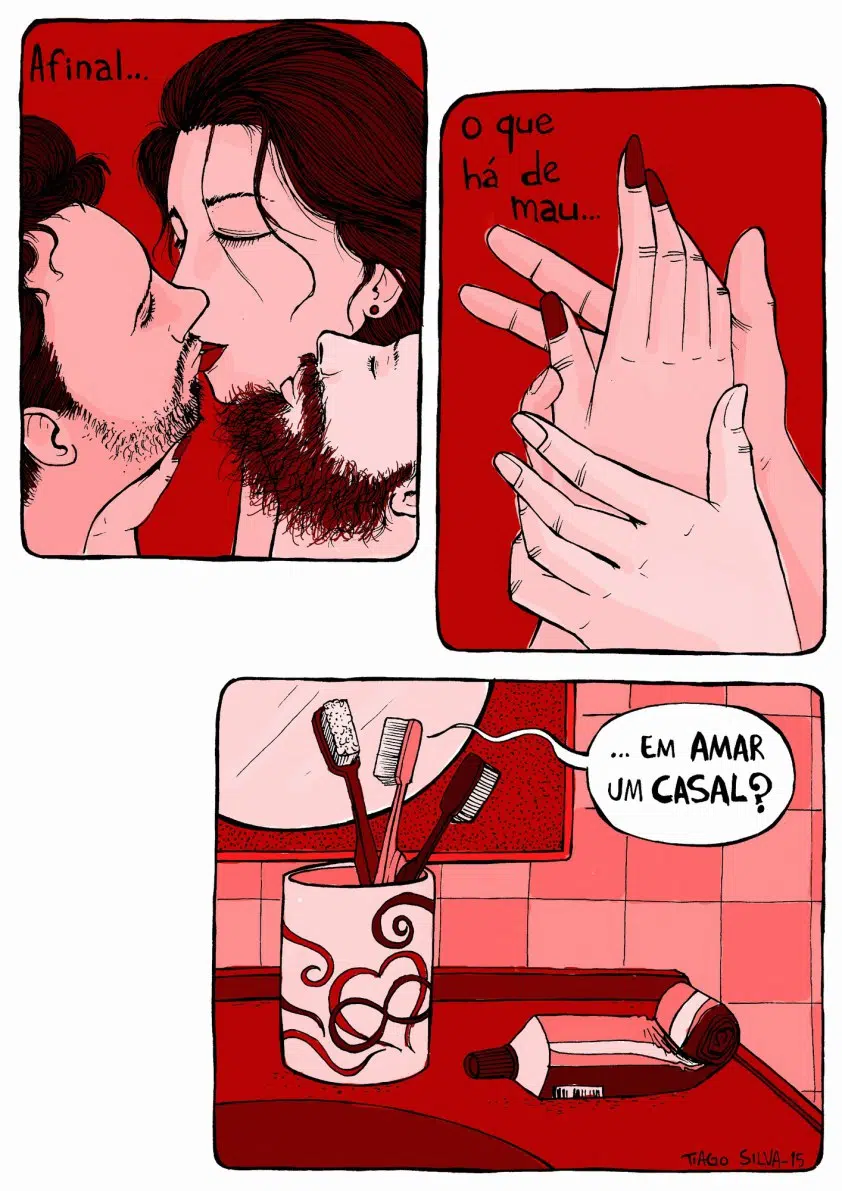 Afinal...
O que
há de
mau...
... EM AMAR
UM CASAL?
TIAGO SILVA-15